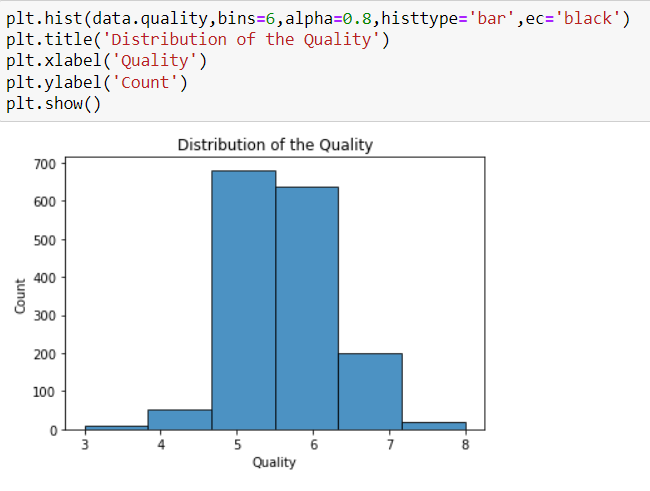 plt.hist(data.quality,bins=6,alpha=0.8,histtype='bar',ec='black')
plt.title('Distribution of the Quality')
plt.xlabel('Quality')
plt.ylabel('Count')
plt.show()
Distribution of the Quality
700
600
500
400
300
200
100
0
Count
3 4 5 6 7 8
Quality